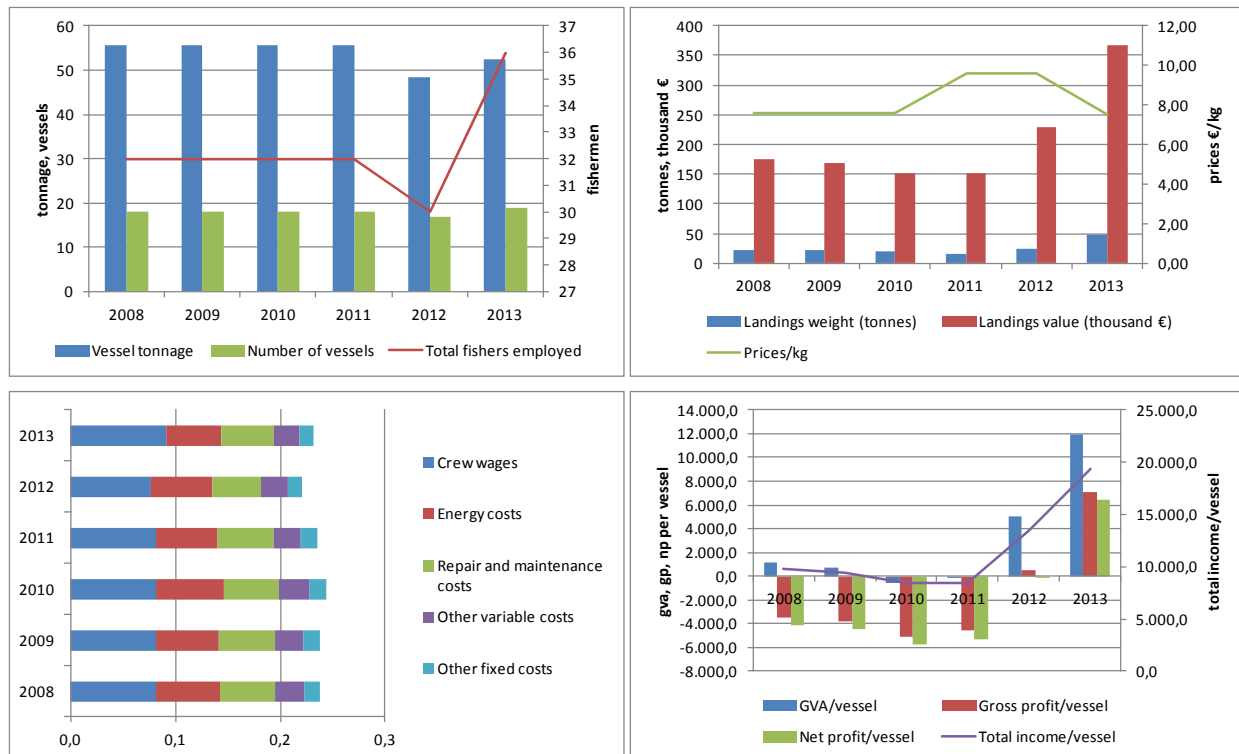 60
50
40
30
20
10
0
tonnage, vessels
37
36
35
34
33
32
31
30
29
28
27
fishermen
2008 2009 2010 2011 2012 2013
Vessel tonnage Number of vessels Total fishers employed
400
350
300
250
200
150
100
50
0
tonnes, thousand €
12,00
10,00
8,00
6,00
4,00
2,00
0,00
prices €/kg
2008 2009 2010 2011 2012 2013
Landings weight (tonnes) Landings value (thousand €)
Prices/kg
2013
2012
2011
2010
2009
2008
0,0 0,1 0,2 0,3
Crew wages
Energy costs
Repair and maintenance
costs
Other variable costs
Other fixed costs
14.000,0
12.000,0
10.000,0
8.000,0
6.000,0
4.000,0
2.000,0
0,0
-2.000,0
-4.000,0
-6.000,0
-8.000,0
gva, gp, np per vessel
25.000,0
20.000,0
15.000,0
10.000,0
5.000,0
0,0
total income/vessel
2008 2009 2010 2011 2012 2013
GVA/vessel Gross profit/vessel
Net profit/vessel Total income/vessel